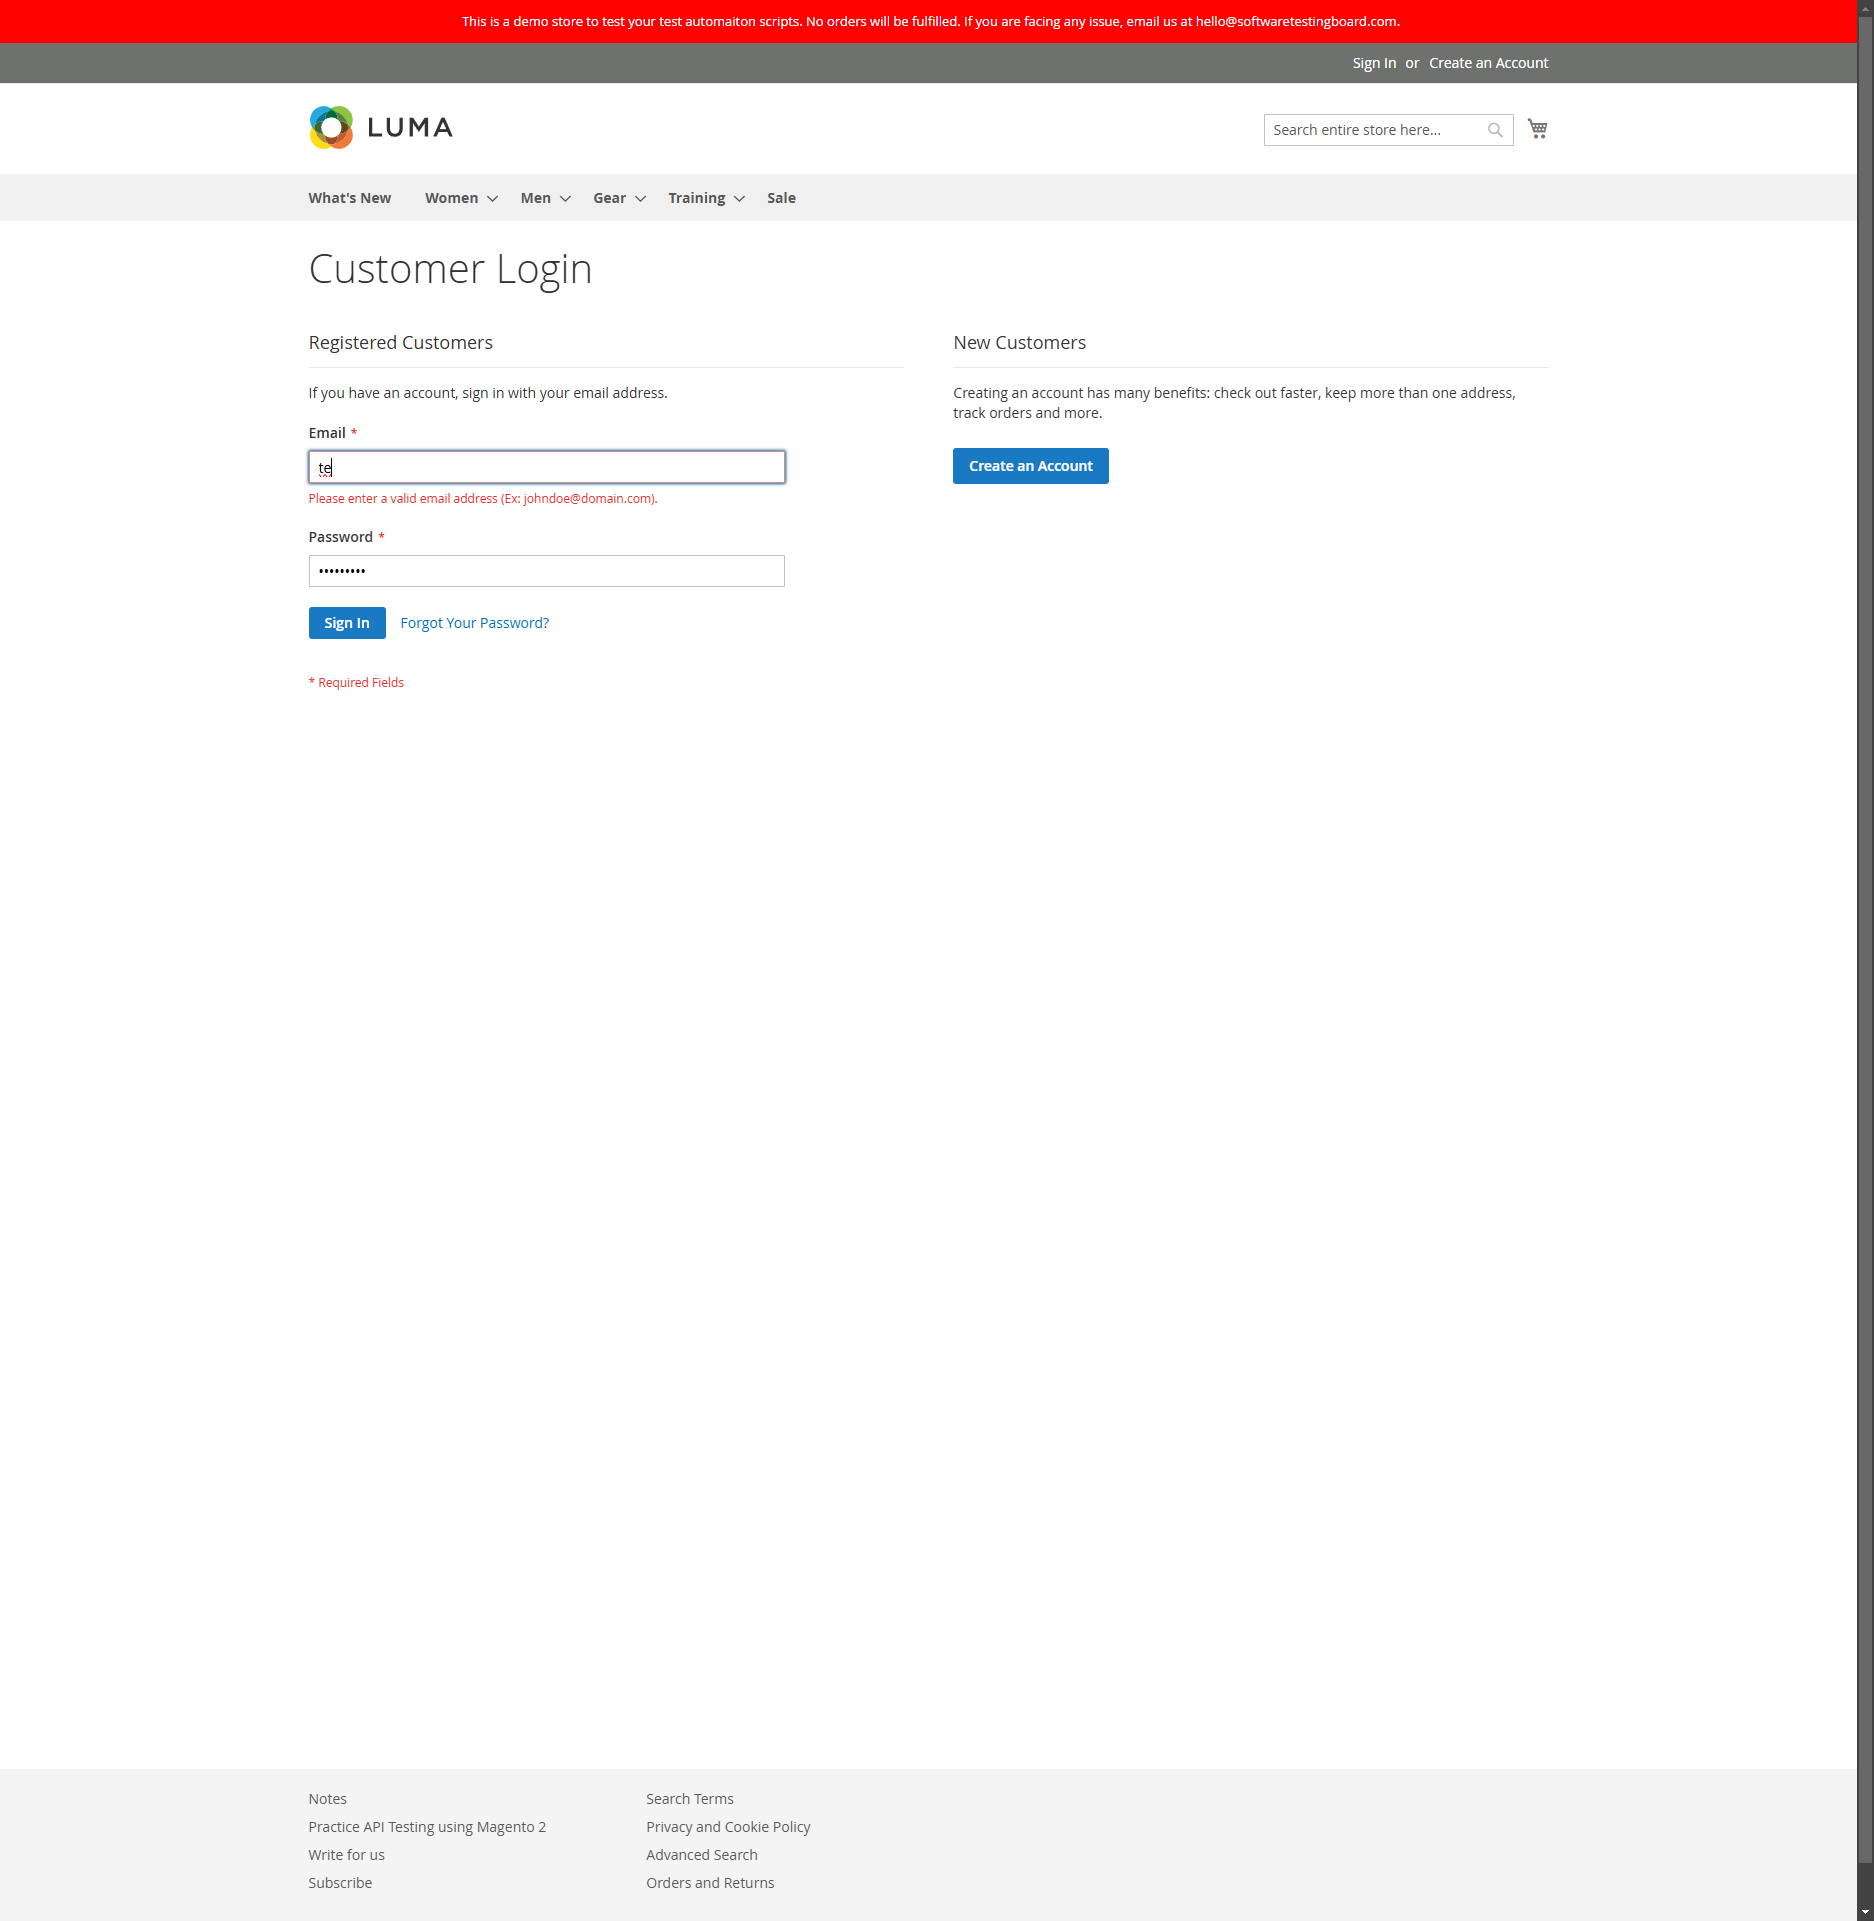 This is a demo store to test your test automaiton scripts. No orders will be fulfilled. If you are facing any issue, email us at hello@softwaretestingboard.com.
Sign In or Create an Account
LUMA
Search entire store here...
What's New Women Men Gear Training Sale
Customer Login
Registered Customers
If you have an account, sign in with your email address.
Email *
te
Please enter a valid email address (Ex: johndoe@domain.com).
Password *
•••••••••
Sign In Forgot Your Password?
* Required Fields
New Customers
Creating an account has many benefits: check out faster, keep more than one address,
track orders and more.
Create an Account
Notes
Practice API Testing using Magento 2
Write for us
Subscribe
Search Terms
Privacy and Cookie Policy
Advanced Search
Orders and Returns